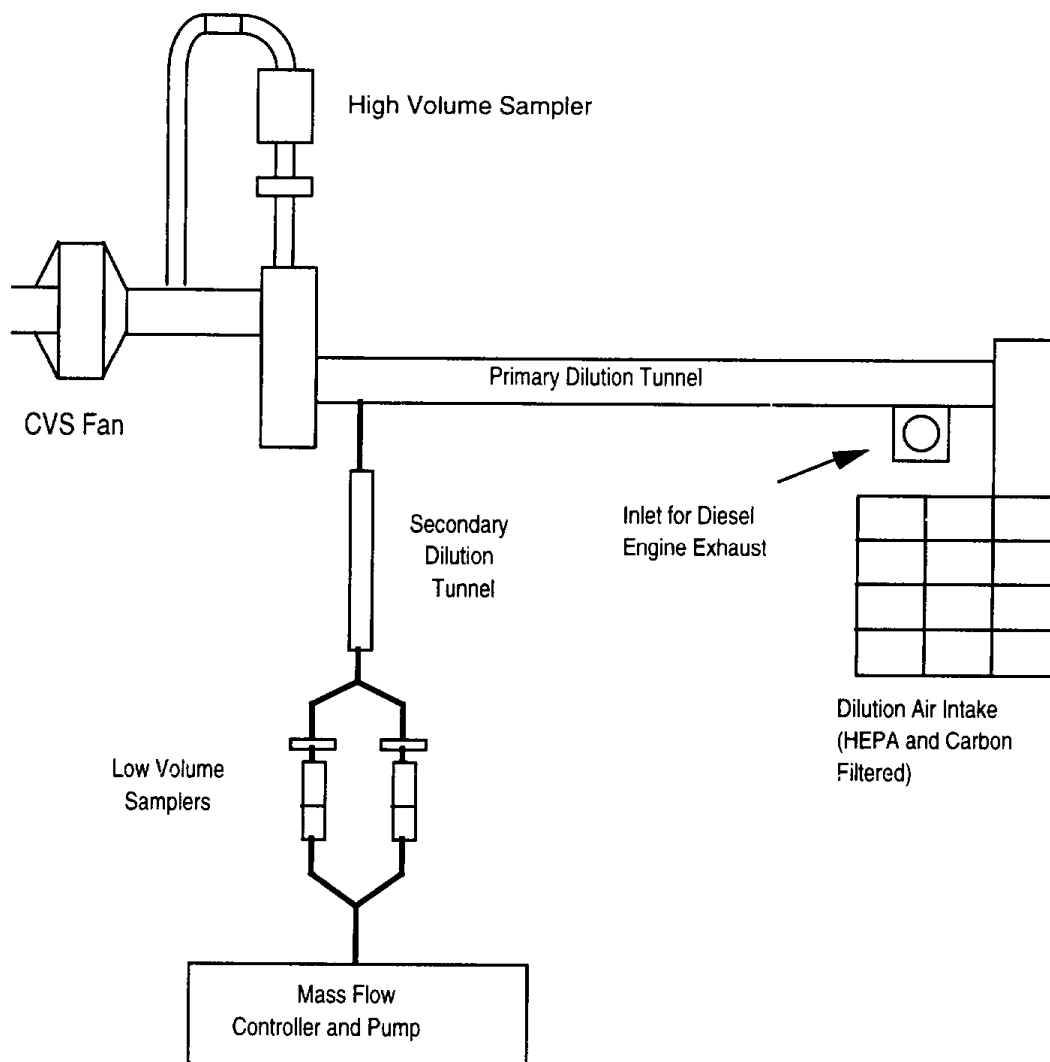 High Volume Sampler
Primary Dilution Tunnel
CVS Fan
Inlet for Diesel
Engine Exhaust
Secondary
Dilution
Tunnel
Dilution Air Intake
(HEPA and Carbon
Filtered)
Low Volume
Samplers
Mass Flow
Controller and Pump